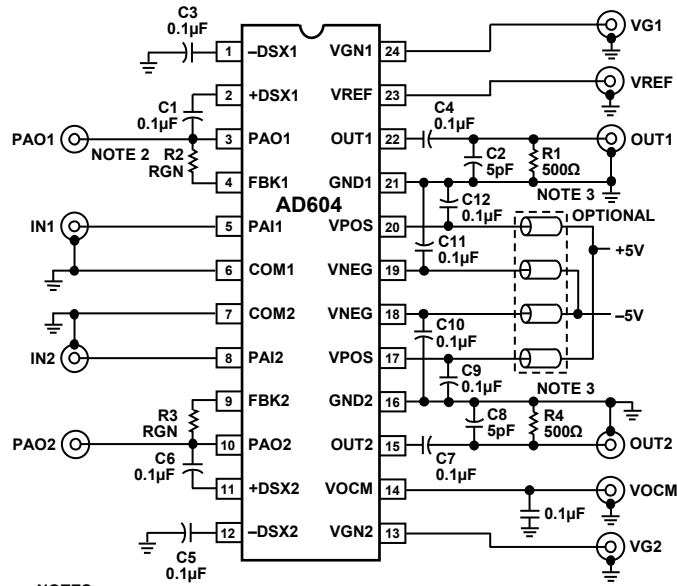 C3
0.1µF
1
–DSX1
VGN1
24
VG1
2
+DSX1
VREF
23
VREF
C1
0.1µF
C4
0.1µF
PAO1
NOTE 2
R2
RGN
3
PAO1
OUT1
22
C2
5pF
R1
500Ω
OUT1
4
FBK1
GND1
21
AD604
NOTE 3
C12
0.1µF
OPTIONAL
IN1
5
PAI1
VPOS
20
+5V
C11
0.1µF
6
COM1
VNEG
19
7
COM2
VNEG
18
–5V
C10
0.1µF
IN2
8
PAI2
VPOS
17
C9
0.1µF
9
FBK2
GND2
16
NOTE 3
R3
RGN
C8
5pF
R4
500Ω
PAO2
10
PAO2
OUT2
15
OUT2
C6
0.1µF
C7
0.1µF
11
+DSX2
VOCM
14
VOCM
0.1µF
12
–DSX2
VGN2
13
VG2
C5
0.1µF